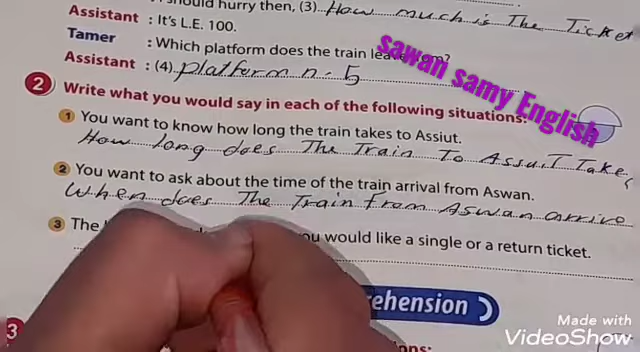 should hurry then, (3) How much is The Ticket
Assistant : It's L.E. 100.
Tamer : Which platform does the train leave from?
Assistant : (4) Platform n. 5
2 Write what you would say in each of the following situations:
1 You want to know how long the train takes to Assiut.
How long does The Train To Assuit Take
2 You want to ask about the time of the train arrival from Aswan.
When does The Train from Aswan arrive
3 The you would like a single or a return ticket.
ehension
3
sawan samy English
Made with
VideoShow